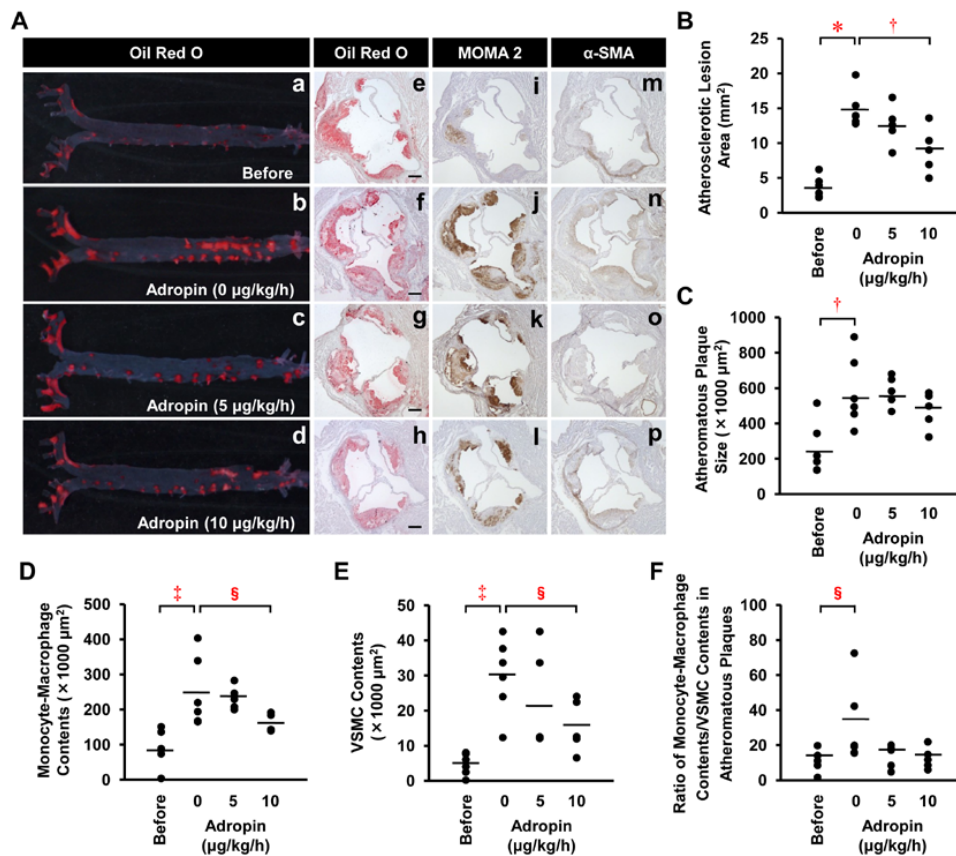 A
Oil Red O
Oil Red O
MOMA 2
α-SMA
a
e
i
m
Before
b
f
j
n
Adropin (0 µg/kg/h)
c
g
k
o
Adropin (5 µg/kg/h)
d
h
l
p
Adropin (10 µg/kg/h)
B
* †
Atherosclerotic Lesion
Area (mm²)
25
20
15
10
5
0
Before
0 5 10
Adropin
(µg/kg/h)
C
†
Atheromatous Plaque
Size (×1000 µm²)
1000
800
600
400
200
0
Before
0 5 10
Adropin
(µg/kg/h)
D
‡ §
Monocyte-Macrophage
Contents (×1000 µm²)
500
400
300
200
100
0
Before
0 5 10
Adropin
(µg/kg/h)
E
‡ §
VSMC Contents
(×1000 µm²)
50
40
30
20
10
0
Before
0 5 10
Adropin
(µg/kg/h)
F
§
Ratio of Monocyte-Macrophage
Contents/VSMC Contents in
Atheromatous Plaques
100
80
60
40
20
0
Before
0 5 10
Adropin
(µg/kg/h)